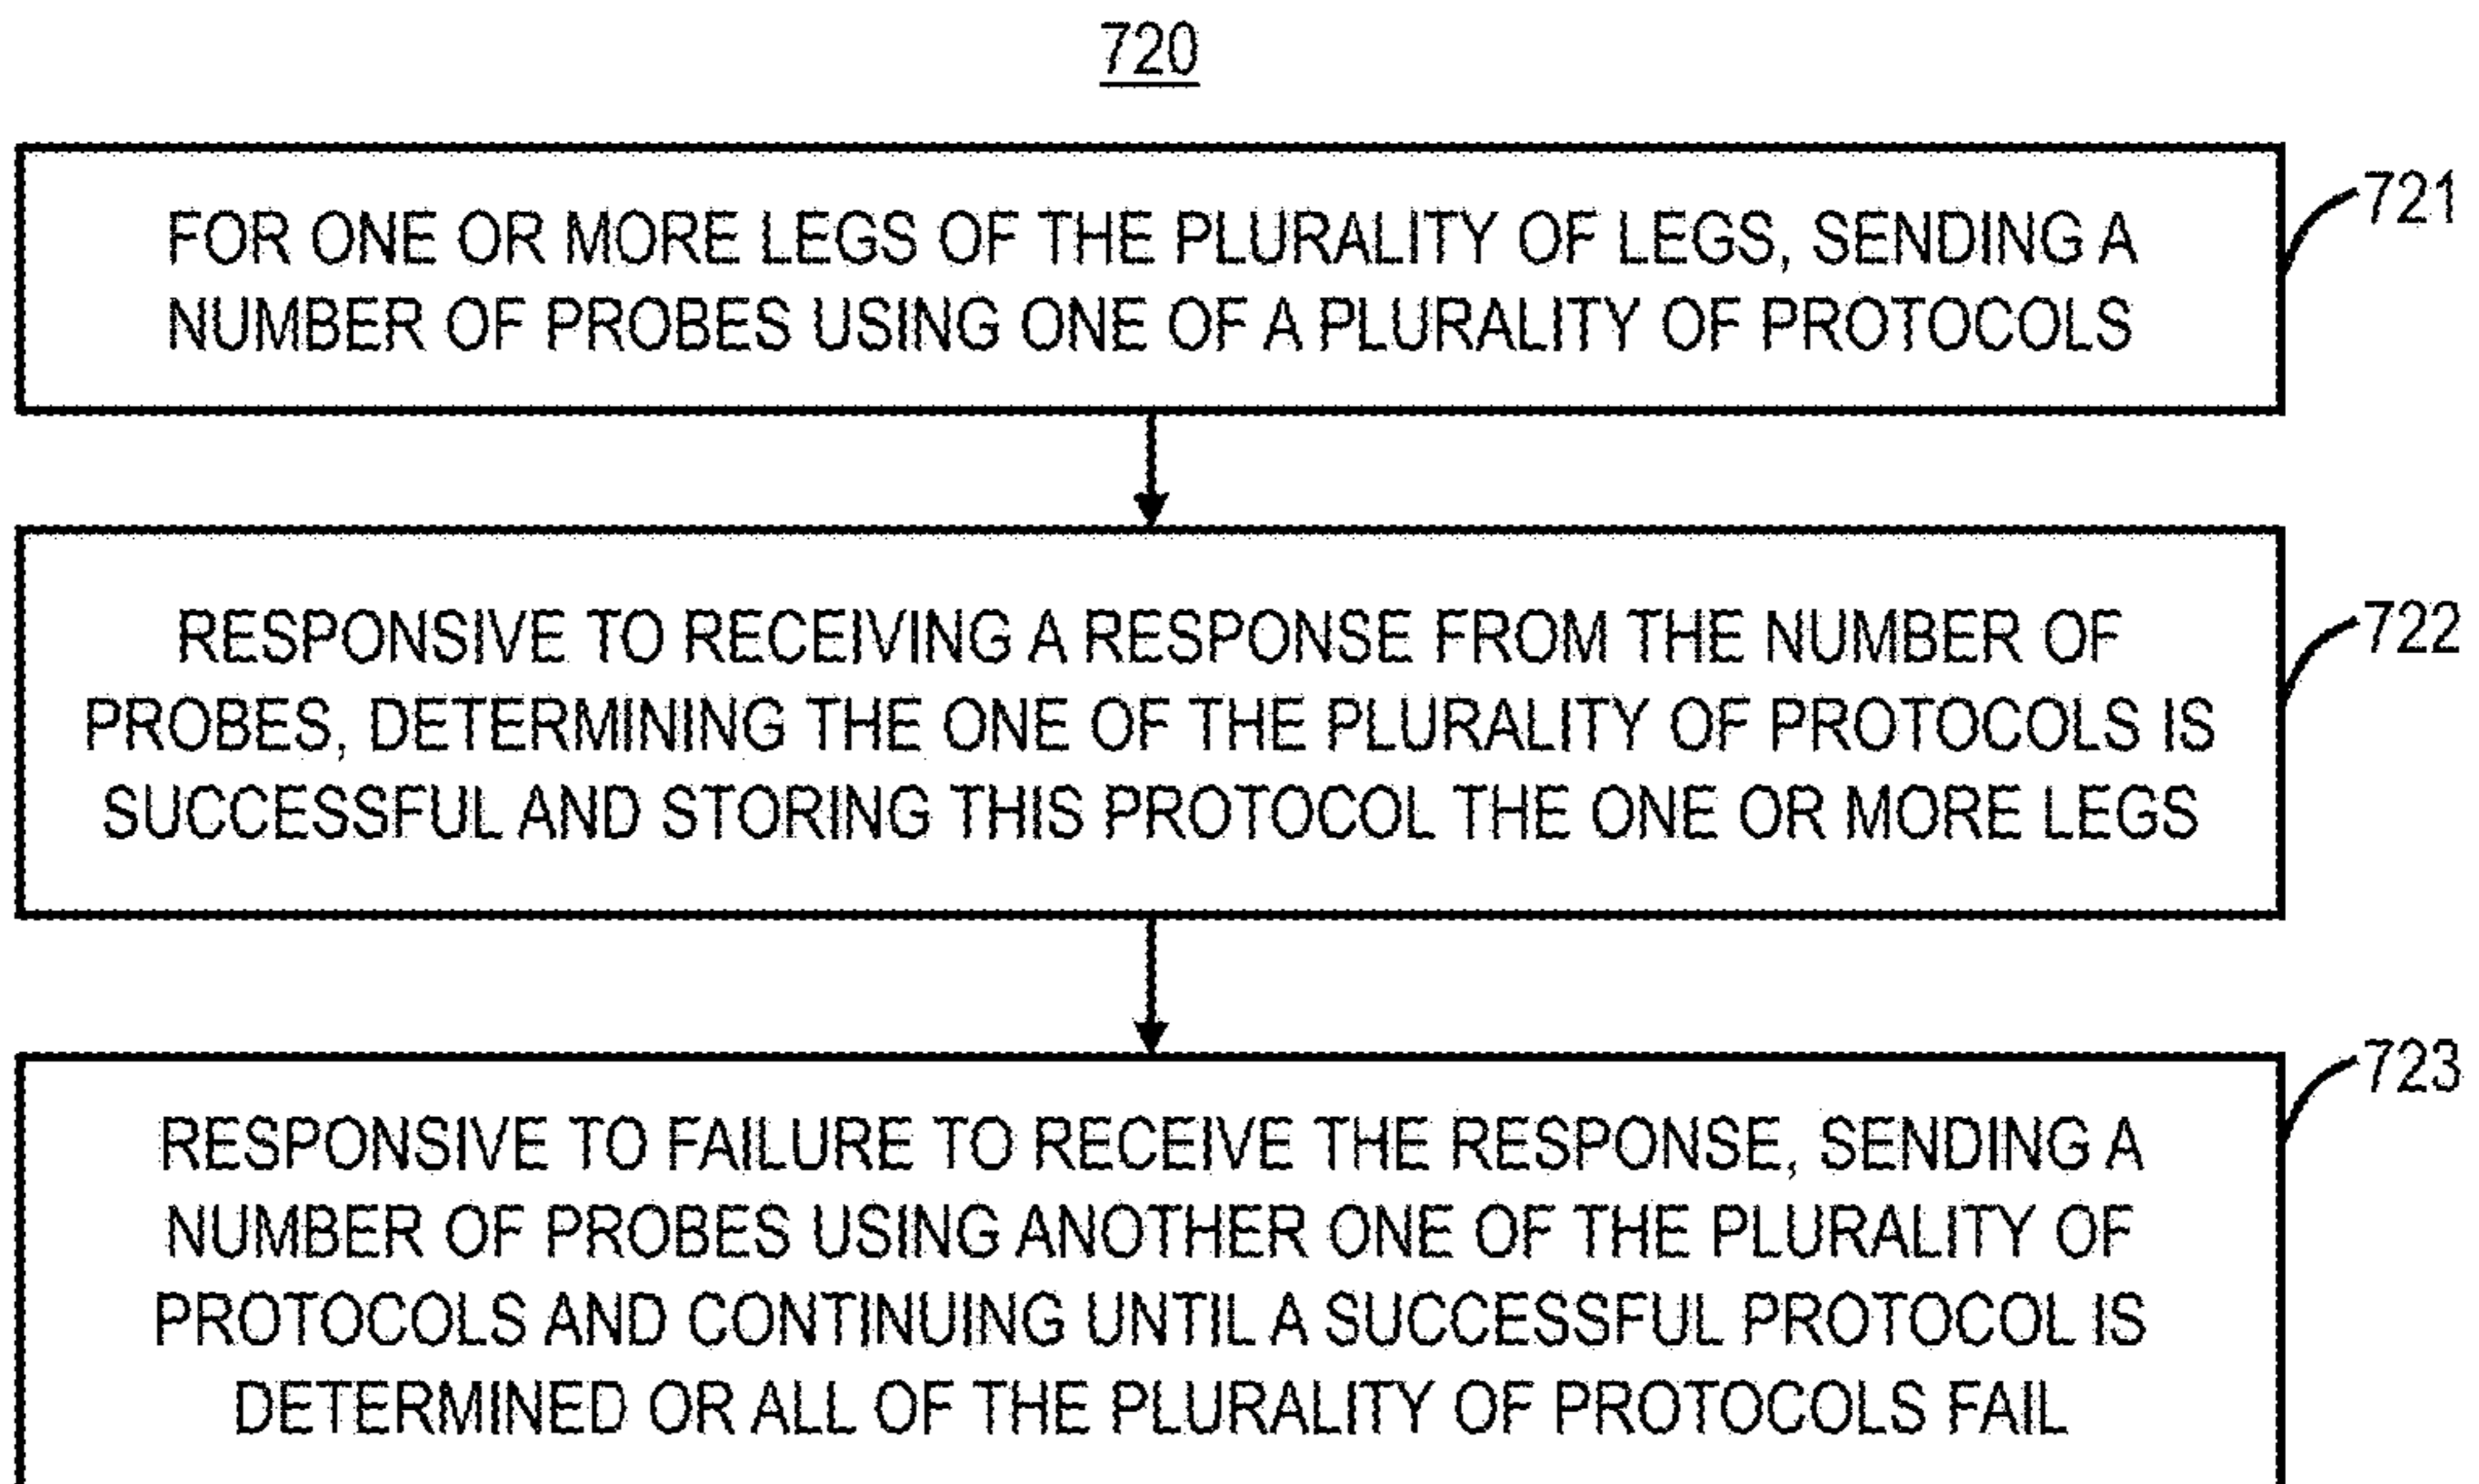 720
FOR ONE OR MORE LEGS OF THE PLURALITY OF LEGS, SENDING A
NUMBER OF PROBES USING ONE OF A PLURALITY OF PROTOCOLS
721
RESPONSIVE TO RECEIVING A RESPONSE FROM THE NUMBER OF
PROBES, DETERMINING THE ONE OF THE PLURALITY OF PROTOCOLS IS
SUCCESSFUL AND STORING THIS PROTOCOL THE ONE OR MORE LEGS
722
RESPONSIVE TO FAILURE TO RECEIVE THE RESPONSE, SENDING A
NUMBER OF PROBES USING ANOTHER ONE OF THE PLURALITY OF
PROTOCOLS AND CONTINUING UNTIL A SUCCESSFUL PROTOCOL IS
DETERMINED OR ALL OF THE PLURALITY OF PROTOCOLS FAIL
723